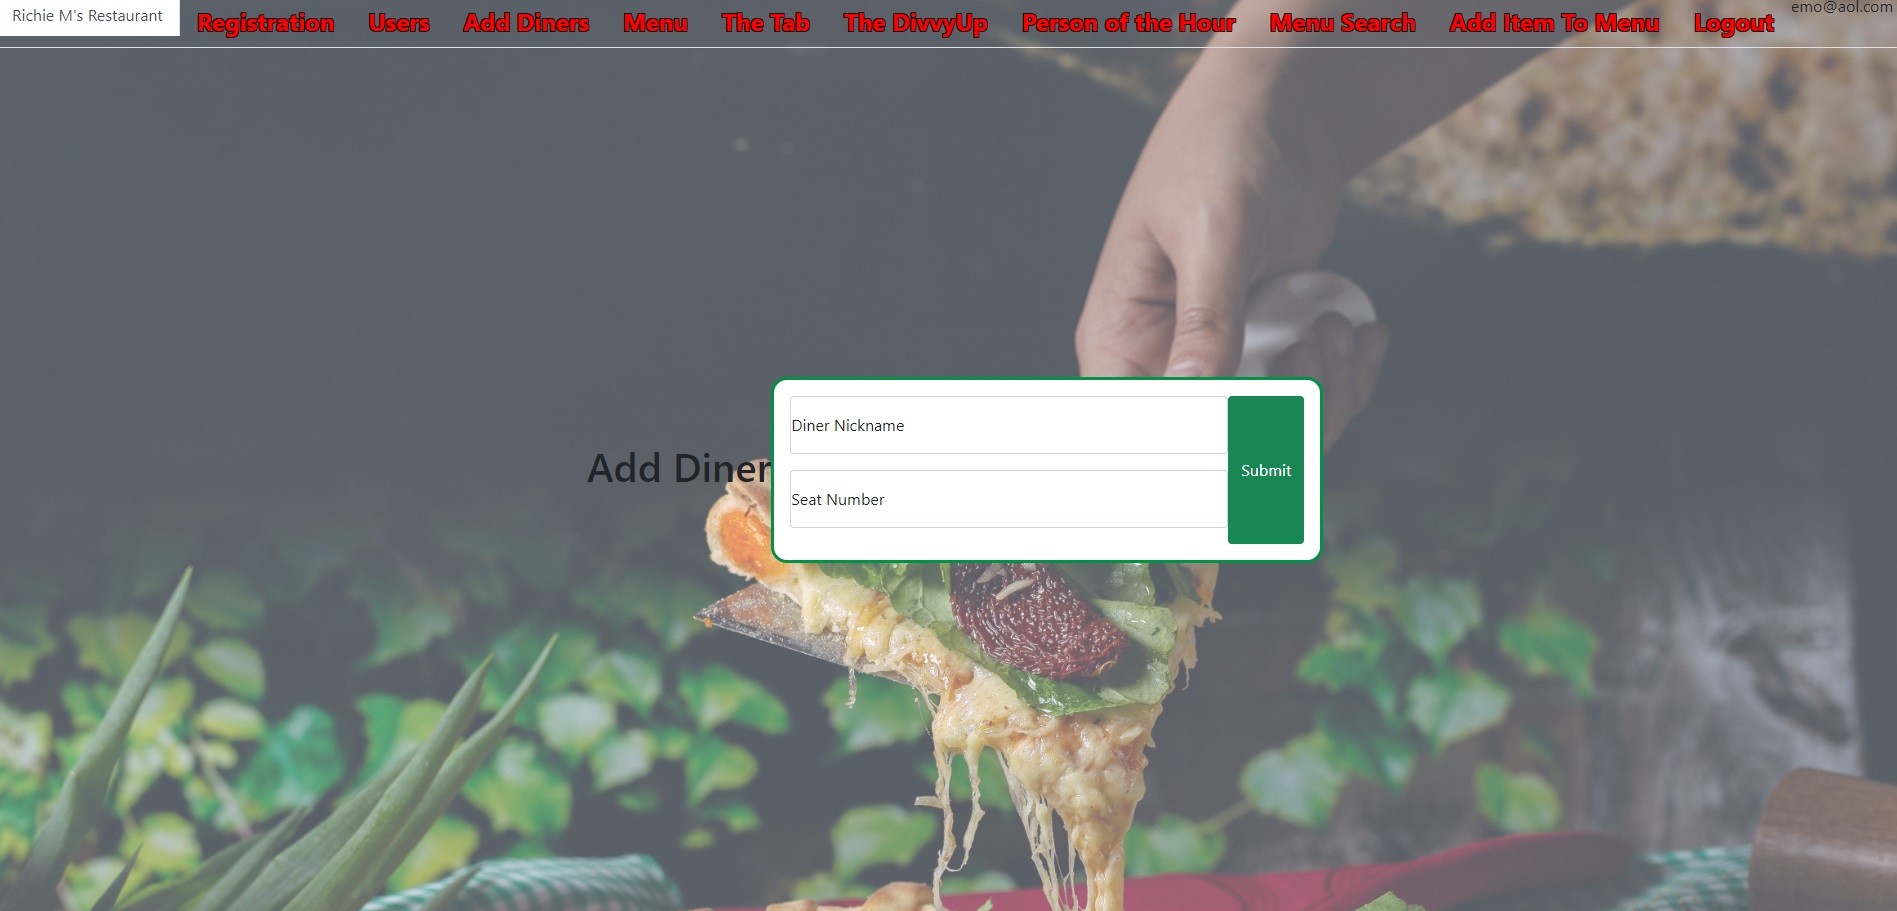 Richie M's Restaurant
Registration Users Add Diners Menu The Tab The DivvyUp Person of the Hour Menu Search Add Item To Menu Logout
emo@aol.com
Add Diner
Diner Nickname
Seat Number
Submit